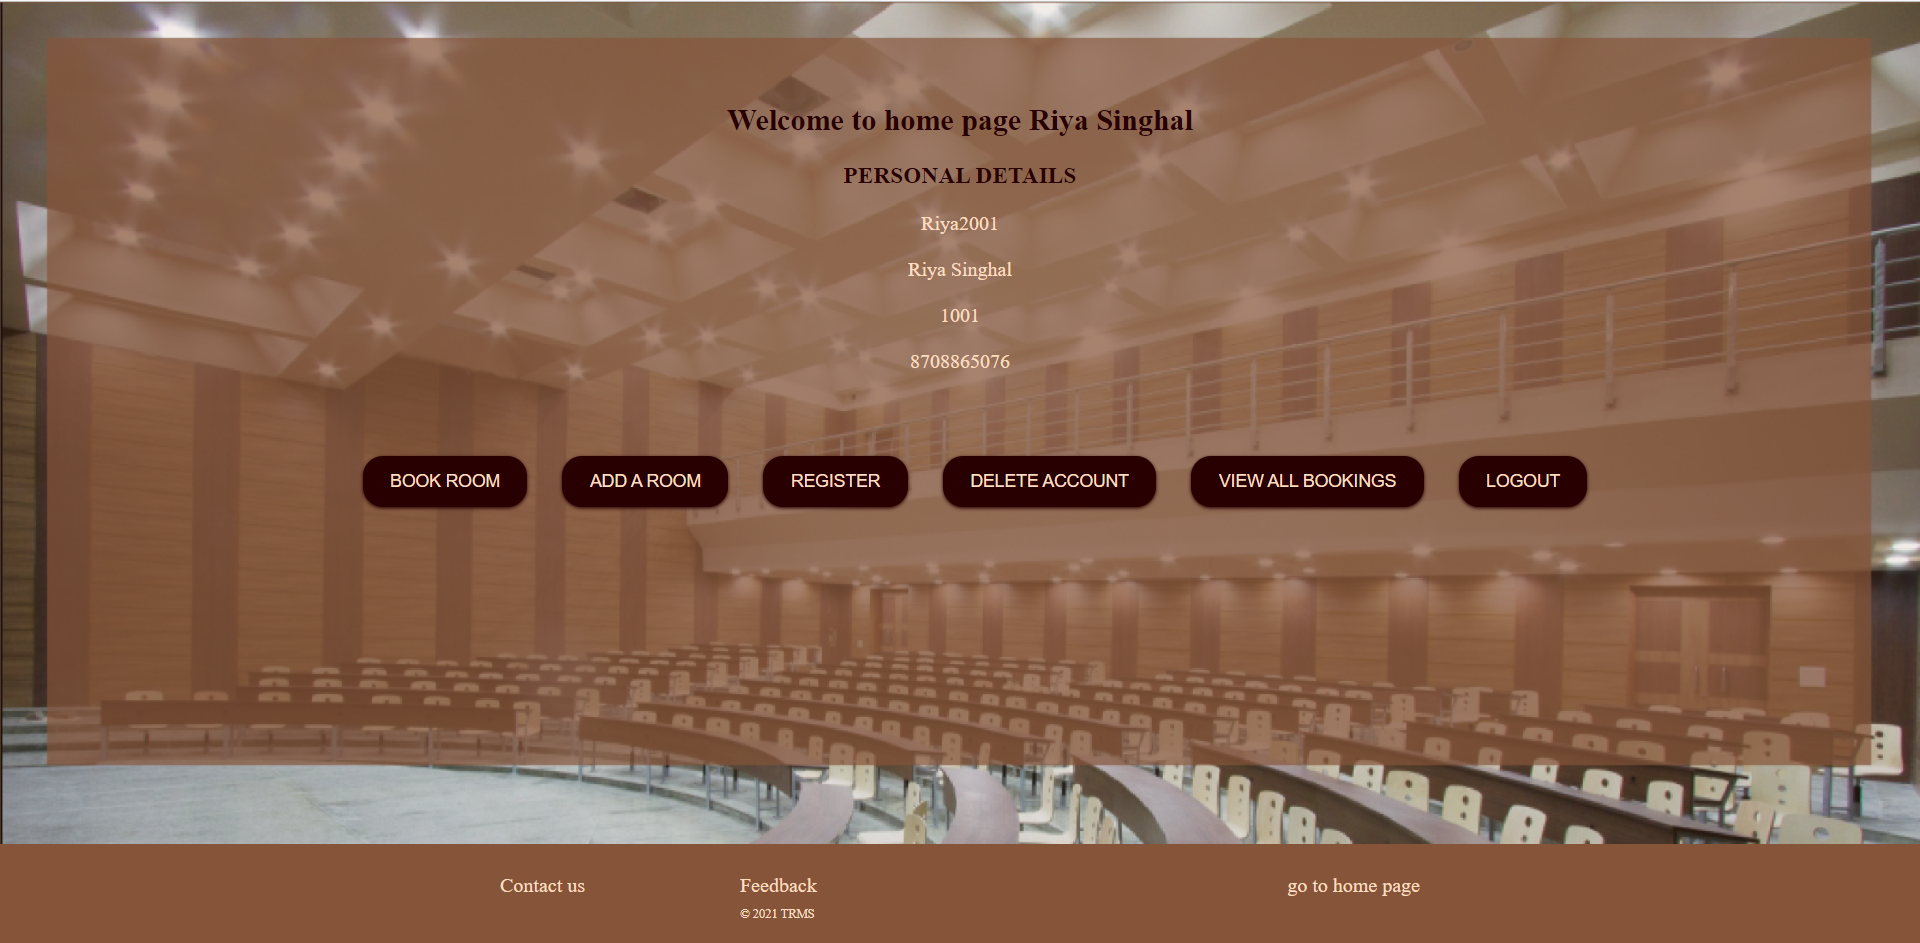 Welcome to home page Riya Singhal
PERSONAL DETAILS
Riya2001
Riya Singhal
1001
8708865076
BOOK ROOM ADD A ROOM REGISTER DELETE ACCOUNT VIEW ALL BOOKINGS LOGOUT
Contact us Feedback go to home page
© 2021 TRMS